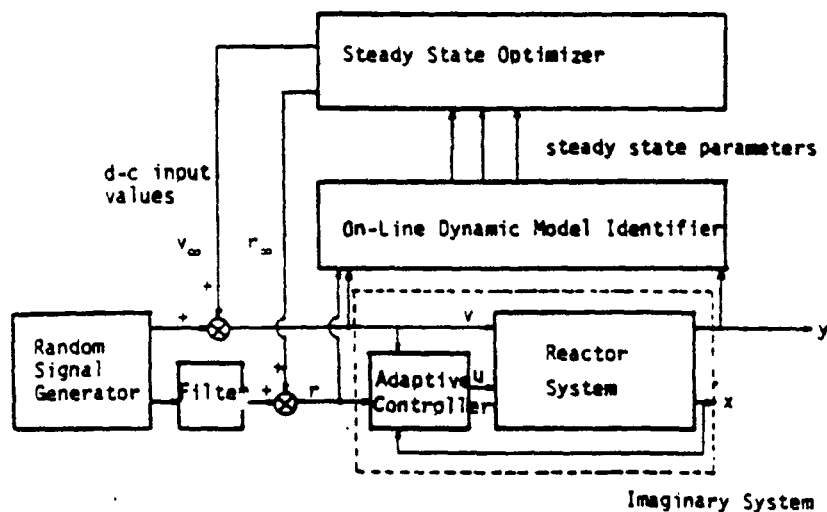 Steady State Optimizer
steady state parameters
d-c input
values
v∞
r∞
On-Line Dynamic Model Identifier
+
+
+
+
Random
Signal
Generator
Filter
r
v
u
Adaptive
Controller
Reactor
System
y
x
Imaginary System